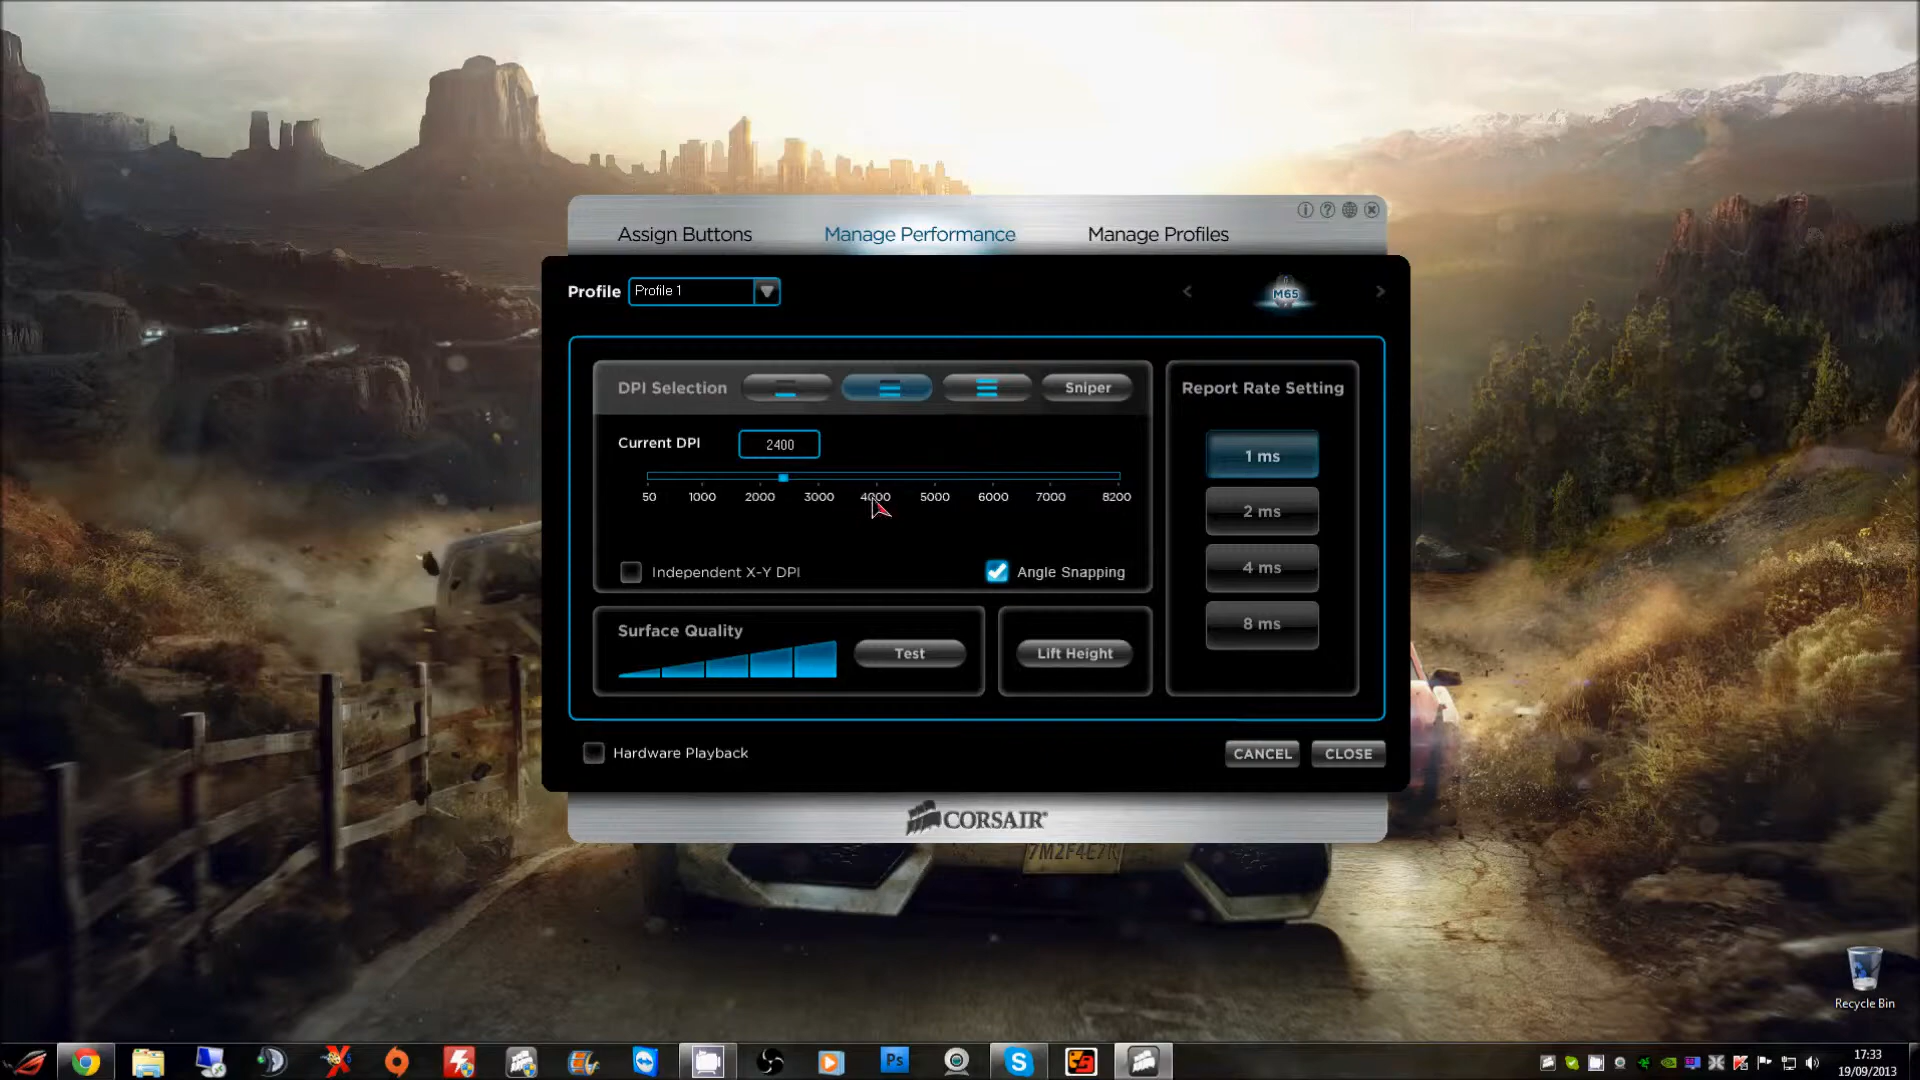 Assign Buttons
Manage Performance
Manage Profiles
Profile
Profile 1
M65
DPI Selection
Sniper
Report Rate Setting
Current DPI
2400
1 ms
50 1000 2000 3000 4000 5000 6000 7000 8200
2 ms
Independent X-Y DPI
Angle Snapping
4 ms
Surface Quality
Test
Lift Height
8 ms
Hardware Playback
CANCEL
CLOSE
CORSAIR
Recycle Bin
Ps
17:33
19/09/2013